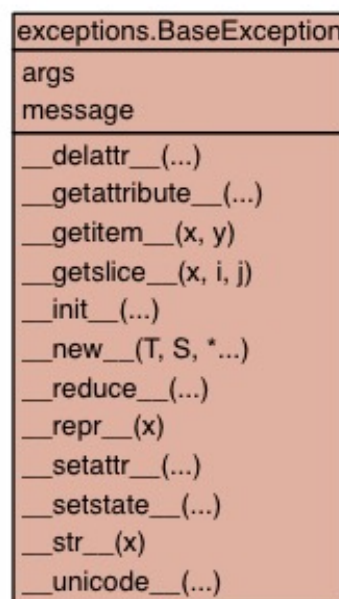 exceptions.BaseException
args
message
__delattr__(...)
__getattribute__(...)
__getitem__(x, y)
__getslice__(x, i, j)
__init__(...)
__new__(T, S, *...)
__reduce__(...)
__repr__(x)
__setattr__(...)
__setstate__(...)
__str__(x)
__unicode__(...)